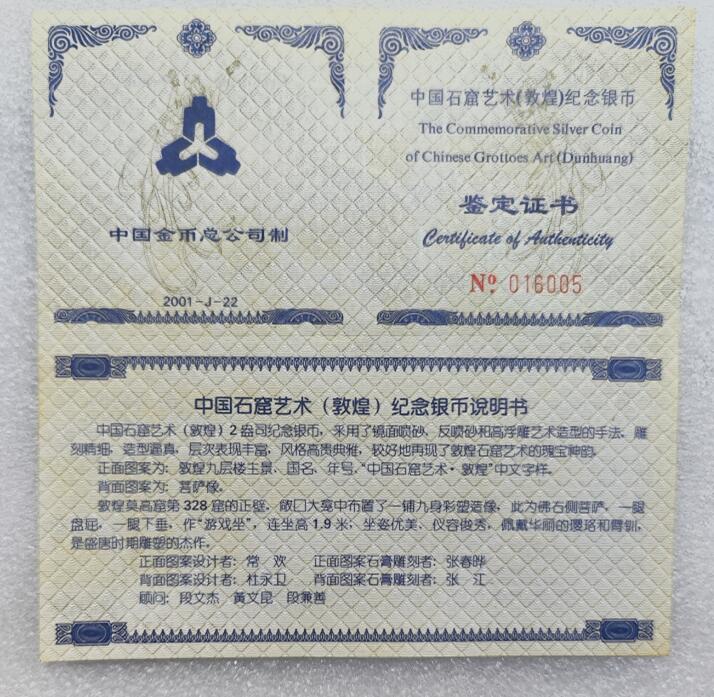 中国金币总公司制
2001-J-22
中国石窟艺术(敦煌)纪念银币
The Commemorative Silver Coin
of Chinese Grottoes Art (Dunhuang)
鉴定证书
Certificate of Authenticity
Nº 016005
中国石窟艺术（敦煌）纪念银币说明书
中国石窟艺术（敦煌）2盎司纪念银币，采用了镜面喷砂、反喷砂和高浮雕艺术造型的手法，雕
刻精细，造型逼真，层次表现丰富，风格高贵典雅，较好地再现了敦煌石窟艺术的瑰宝神韵。
正面图案为：敦煌九层楼主景、国名、年号，“中国石窟艺术·敦煌”中文字样。
背面图案为：菩萨像。
敦煌莫高窟第328窟的正壁，敞口大龛中布置了一铺九身彩塑造像，此为佛右侧菩萨，一腿
盘屈，一腿下垂，作“游戏坐”，连坐高1.9米；坐姿优美、仪容俊秀，佩戴华丽的璎珞和臂钏，
是盛唐时期雕塑的杰作。
正面图案设计者：常 欢 正面图案石膏雕刻者：张春晔
背面图案设计者：杜永卫 背面图案石膏雕刻者：张 江
顾问：段文杰 黄文昆 段兼善